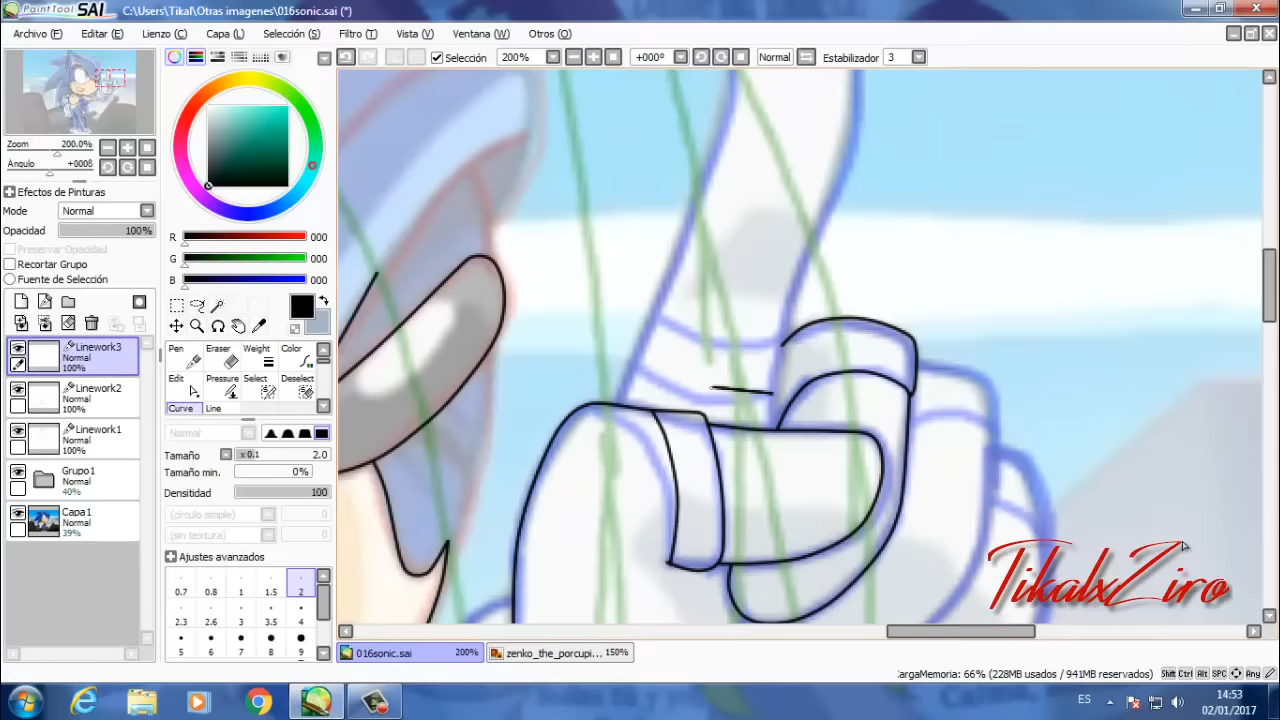 PaintTool SAI C:\Users\Tikal\Otras imagenes\016sonic.sai (*)
Archivo (F) Editar (E) Lienzo (C) Capa (L) Selección (S) Filtro (T) Vista (V) Ventana (W) Otros (O)
Selección 200% +000º Normal Estabilizador 3
Zoom 200.0%
Ángulo +000ß
Efectos de Pinturas
Modo Normal
Opacidad 100%
Preservar Opacidad
Recortar Grupo
Fuente de Selección
Linework3
Normal
100%
Linework2
Normal
100%
Linework1
Normal
100%
Grupo1
Normal
40%
Capa1
Normal
39%
R 000
G 000
B 000
Pen Eraser Weight Color
Edit Pressure Select Deselect
Curve Line
Normal
Tamaño x 0.1 2.0
Tamaño min. 0%
Densitidad 100
(círculo simple) 0
(sin textura) 0
Ajustes avanzados
0.7 0.8 1 1.5 2
2.3 2.6 3 3.5 4
5 6 7 8 9
TikalxZiro
016sonic.sai 200% zenko_the_porcupi... 150%
CargaMemoria: 66% (228MB usados / 941MB reservados) Shift Ctrl Alt SPC Any
ES 14:53
02/01/2017